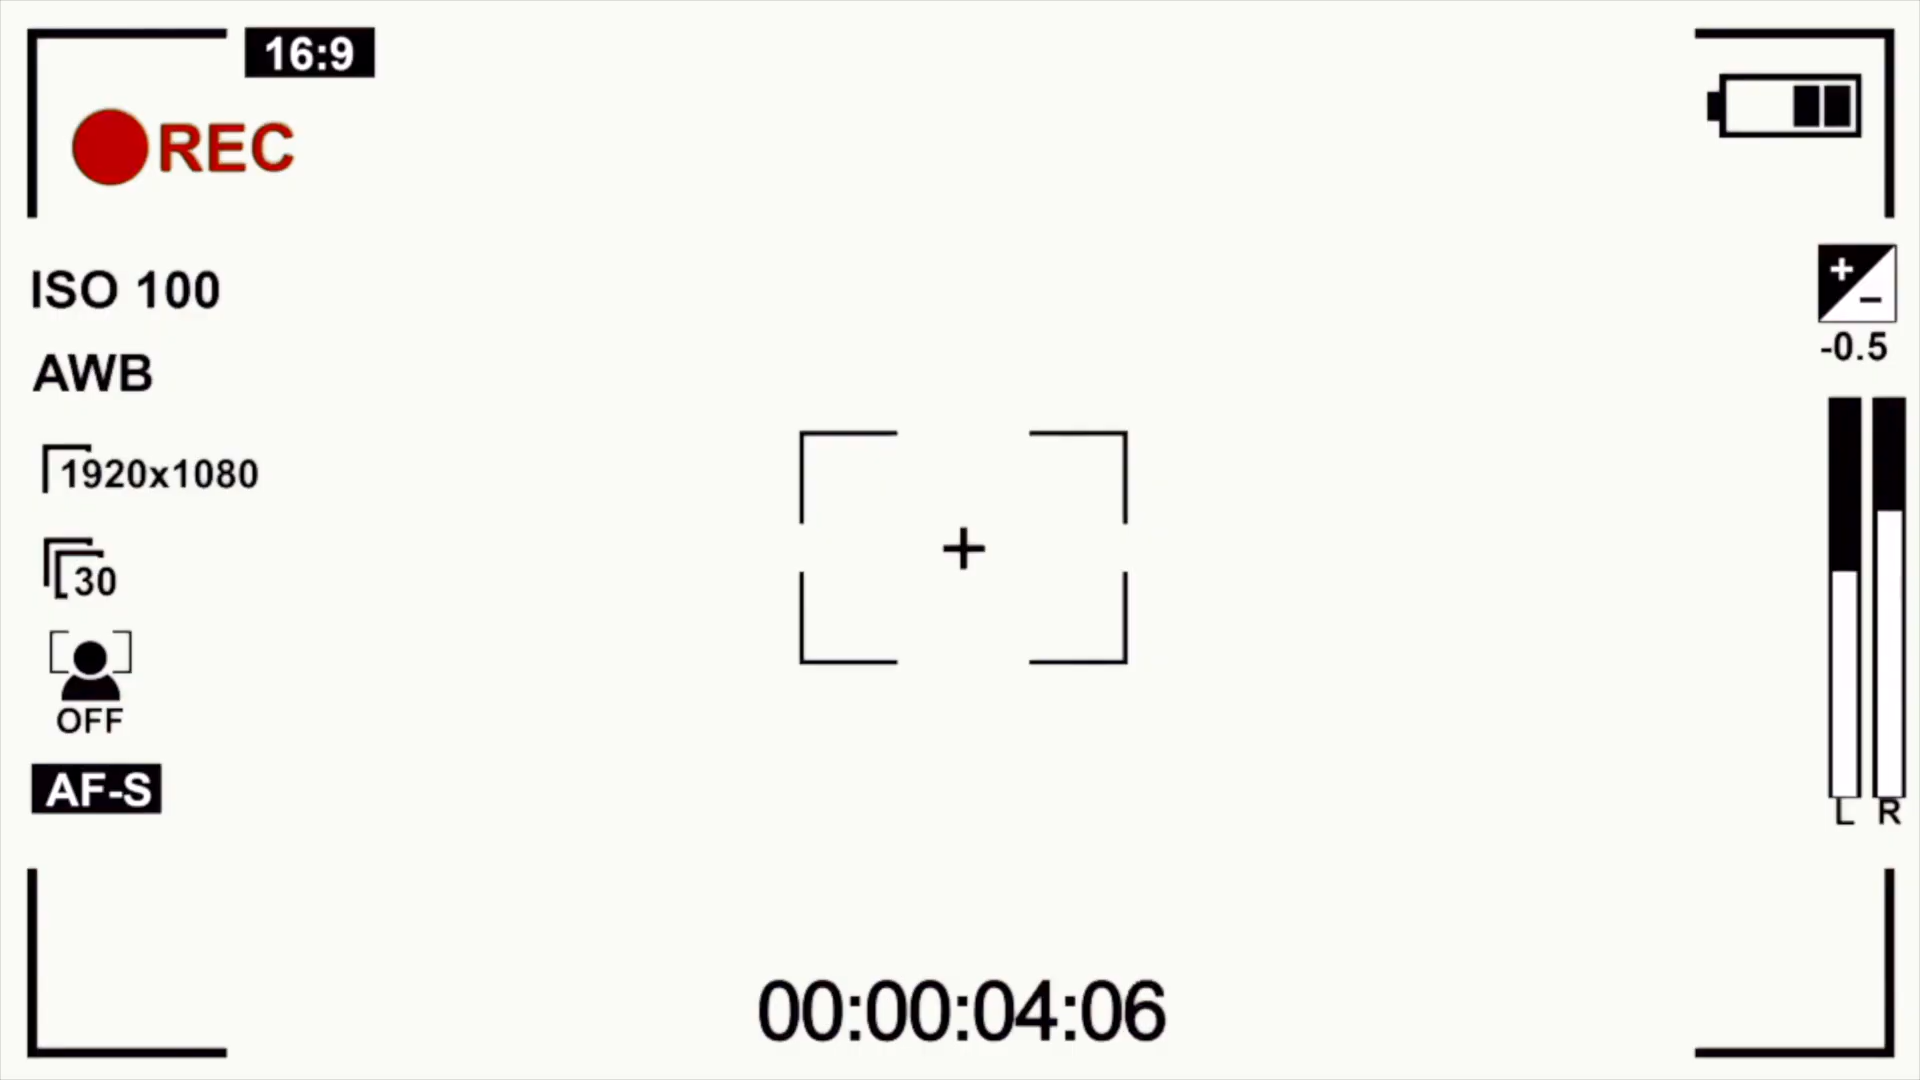 16:9
REC
ISO 100
AWB
1920x1080
30
OFF
AF-S
-0.5
L R
00:00:04:06